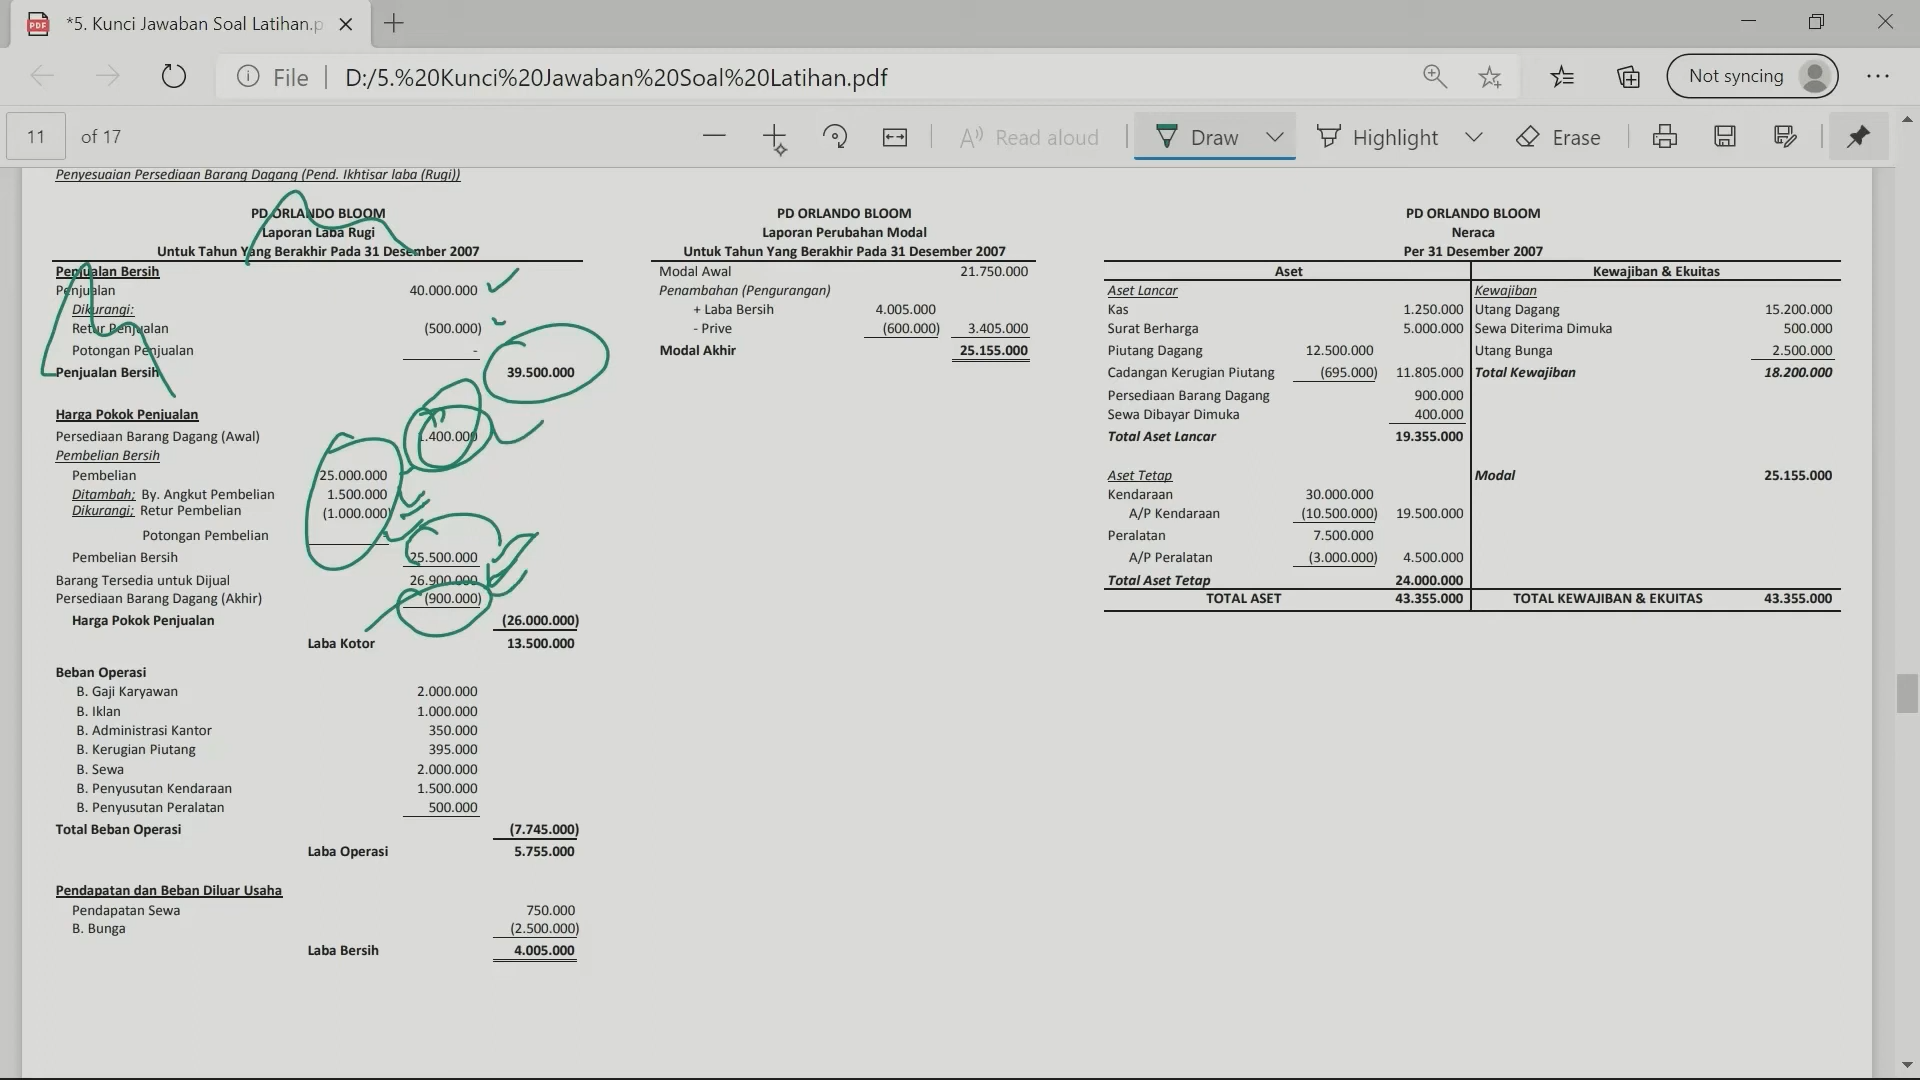 *5. Kunci Jawaban Soal Latihan.p
File | D:/5.%20Kunci%20Jawaban%20Soal%20Latihan.pdf
Not syncing
11 of 17
Read aloud
Draw
Highlight
Erase
Penyesuaian Persediaan Barang Dagang (Pend. Ikhtisar laba (Rugi))
PD ORLANDO BLOOM
Laporan Laba Rugi
Untuk Tahun Yang Berakhir Pada 31 Desember 2007
Penjualan Bersih
Penjualan 40.000.000
Dikurangi:
Retur Penjualan (500.000)
Potongan Penjualan -
Penjualan Bersih 39.500.000
Harga Pokok Penjualan
Persediaan Barang Dagang (Awal) 1.400.000
Pembelian Bersih
Pembelian 25.000.000
Ditambah; By. Angkut Pembelian 1.500.000
Dikurangi; Retur Pembelian (1.000.000)
Potongan Pembelian -
Pembelian Bersih 25.500.000
Barang Tersedia untuk Dijual 26.900.000
Persediaan Barang Dagang (Akhir) (900.000)
Harga Pokok Penjualan (26.000.000)
Laba Kotor 13.500.000
Beban Operasi
B. Gaji Karyawan 2.000.000
B. Iklan 1.000.000
B. Administrasi Kantor 350.000
B. Kerugian Piutang 395.000
B. Sewa 2.000.000
B. Penyusutan Kendaraan 1.500.000
B. Penyusutan Peralatan 500.000
Total Beban Operasi (7.745.000)
Laba Operasi 5.755.000
Pendapatan dan Beban Diluar Usaha
Pendapatan Sewa 750.000
B. Bunga (2.500.000)
Laba Bersih 4.005.000
PD ORLANDO BLOOM
Laporan Perubahan Modal
Untuk Tahun Yang Berakhir Pada 31 Desember 2007
Modal Awal 21.750.000
Penambahan (Pengurangan)
+ Laba Bersih 4.005.000
- Prive (600.000) 3.405.000
Modal Akhir 25.155.000
PD ORLANDO BLOOM
Neraca
Per 31 Desember 2007
Aset Kewajiban & Ekuitas
Aset Lancar Kewajiban
Kas 1.250.000 Utang Dagang 15.200.000
Surat Berharga 5.000.000 Sewa Diterima Dimuka 500.000
Piutang Dagang 12.500.000 Utang Bunga 2.500.000
Cadangan Kerugian Piutang (695.000) 11.805.000 Total Kewajiban 18.200.000
Persediaan Barang Dagang 900.000
Sewa Dibayar Dimuka 400.000
Total Aset Lancar 19.355.000
Aset Tetap Modal 25.155.000
Kendaraan 30.000.000
A/P Kendaraan (10.500.000) 19.500.000
Peralatan 7.500.000
A/P Peralatan (3.000.000) 4.500.000
Total Aset Tetap 24.000.000
TOTAL ASET 43.355.000 TOTAL KEWAJIBAN & EKUITAS 43.355.000